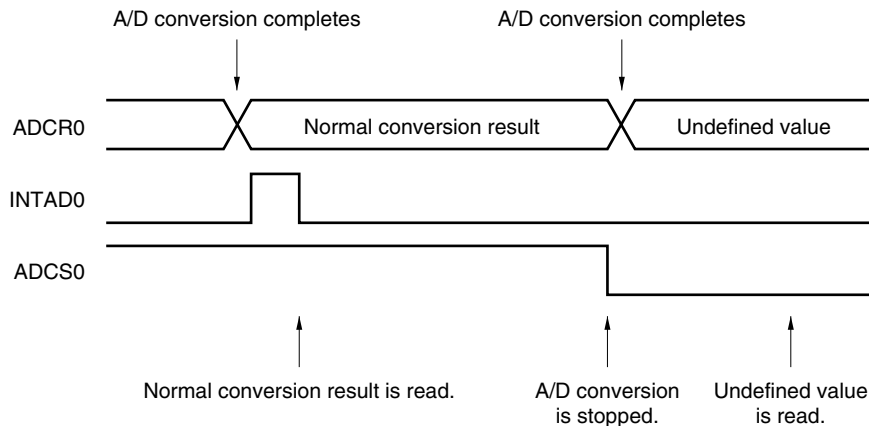 A/D conversion completes
A/D conversion completes
ADCR0
Normal conversion result
Undefined value
INTAD0
ADCS0
Normal conversion result is read.
A/D conversion
is stopped.
Undefined value
is read.